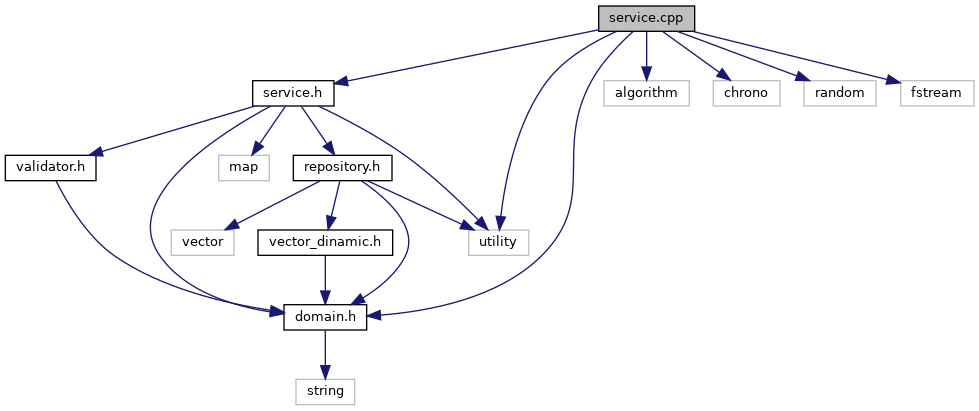 service.cpp
service.h
algorithm
chrono
random
fstream
validator.h
map
repository.h
vector
vector_dinamic.h
utility
domain.h
string